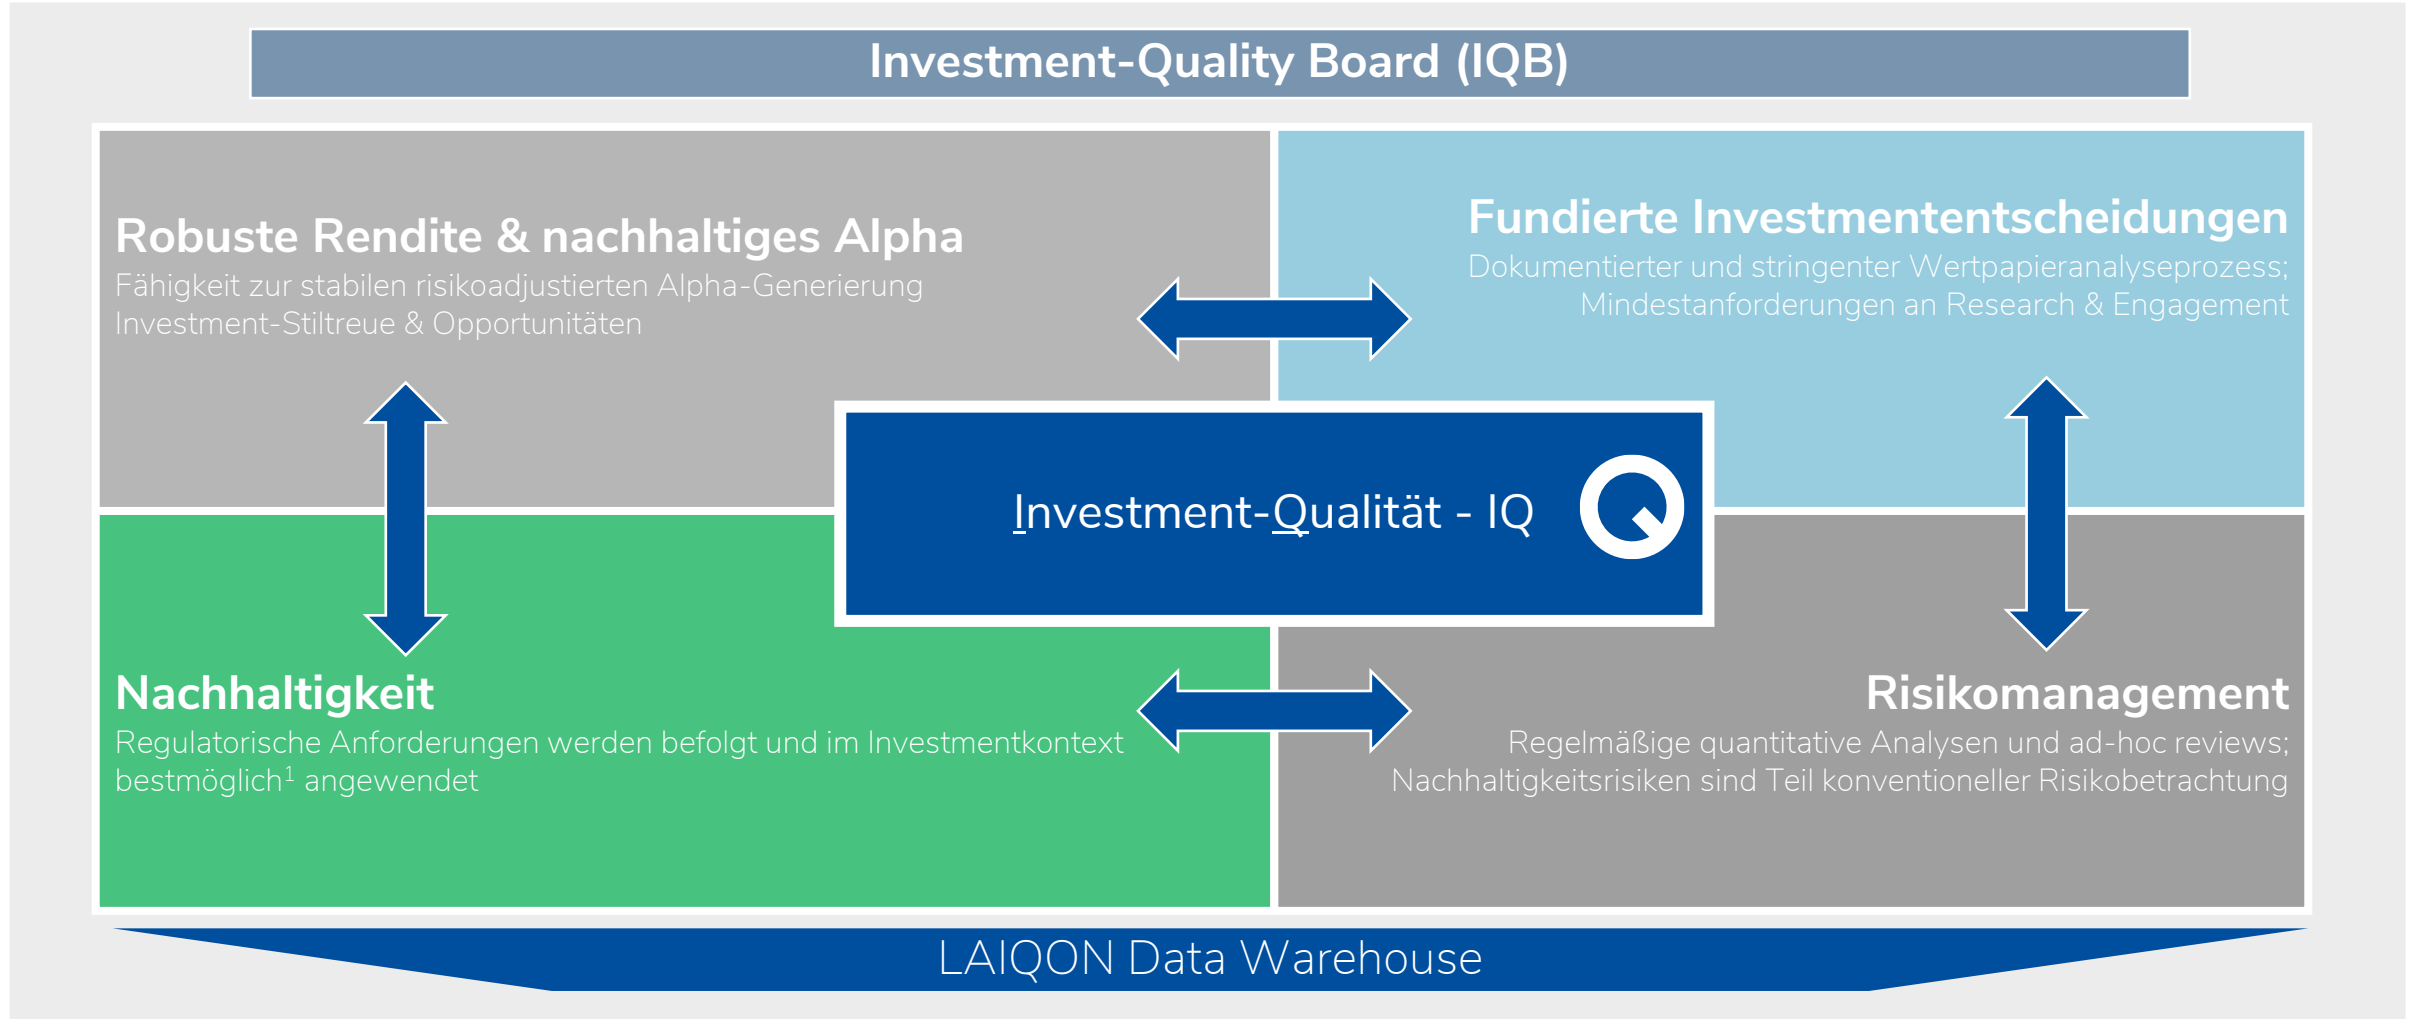 Investment-Quality Board (IQB)
Robuste Rendite & nachhaltiges Alpha
Fähigkeit zur stabilen risikoadjustierten Alpha-Generierung
Investment-Stiltreue & Opportunitäten
Fundierte Investmententscheidungen
Dokumentierter und stringenter Wertpapieranalyseprozess;
Mindestanforderungen an Research & Engagement
Investment-Qualität - IQ
Nachhaltigkeit
Regulatorische Anforderungen werden befolgt und im Investmentkontext
bestmöglich¹ angewendet
Risikomanagement
Regelmäßige quantitative Analysen und ad-hoc reviews;
Nachhaltigkeitsrisiken sind Teil konventioneller Risikobetrachtung
LAIQON Data Warehouse